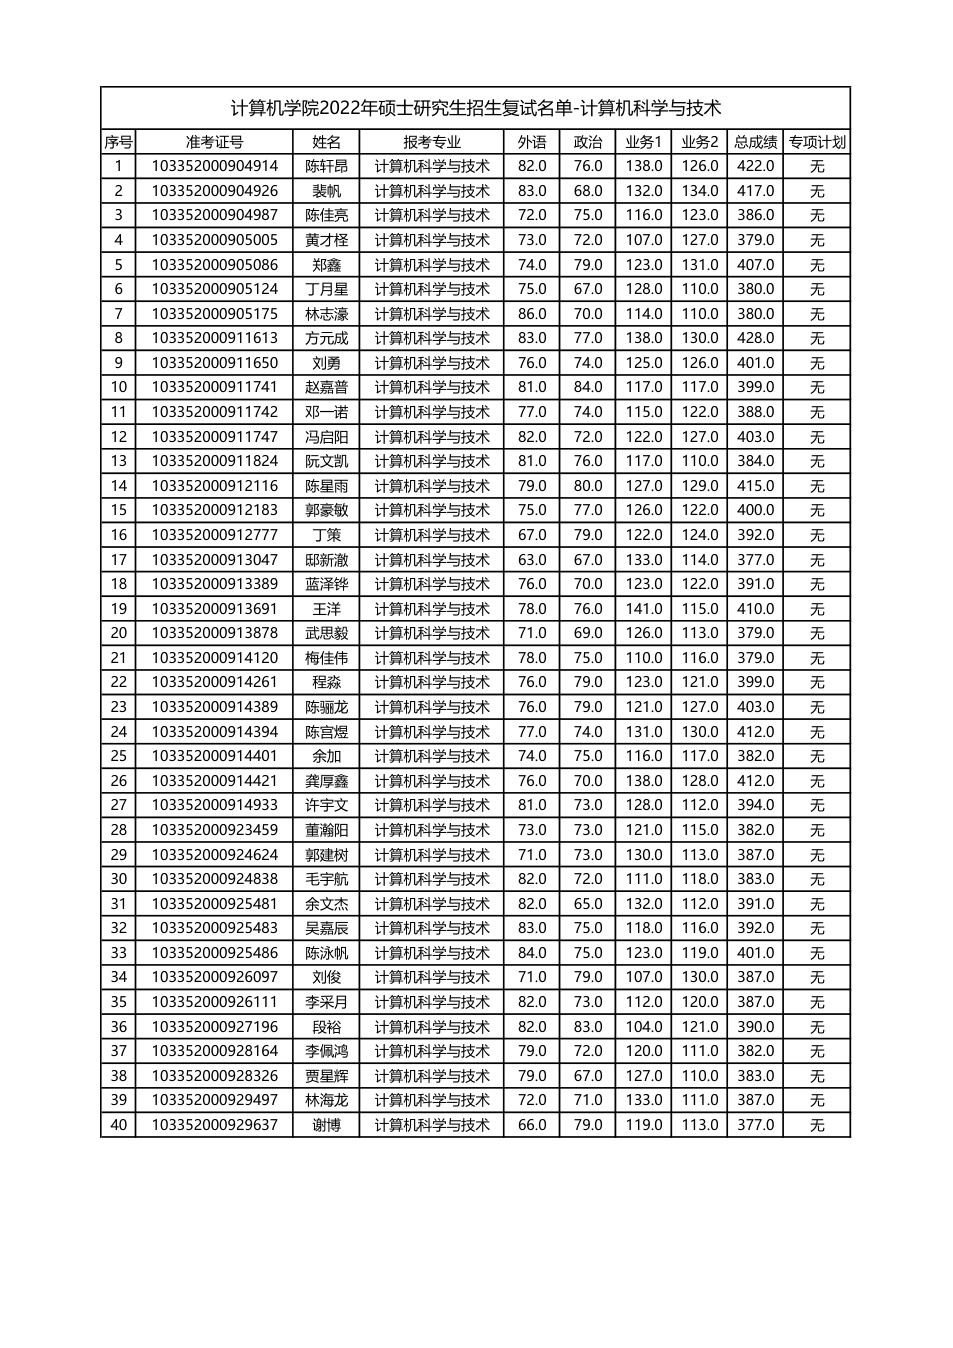 计算机学院2022年硕士研究生招生复试名单-计算机科学与技术
序号 准考证号 姓名 报考专业 外语 政治 业务1 业务2 总成绩 专项计划
1 103352000904914 陈轩昂 计算机科学与技术 82.0 76.0 138.0 126.0 422.0 无
2 103352000904926 裴帆 计算机科学与技术 83.0 68.0 132.0 134.0 417.0 无
3 103352000904987 陈佳亮 计算机科学与技术 72.0 75.0 116.0 123.0 386.0 无
4 103352000905005 黄才柽 计算机科学与技术 73.0 72.0 107.0 127.0 379.0 无
5 103352000905086 郑鑫 计算机科学与技术 74.0 79.0 123.0 131.0 407.0 无
6 103352000905124 丁月星 计算机科学与技术 75.0 67.0 128.0 110.0 380.0 无
7 103352000905175 林志濠 计算机科学与技术 86.0 70.0 114.0 110.0 380.0 无
8 103352000911613 方元成 计算机科学与技术 83.0 77.0 138.0 130.0 428.0 无
9 103352000911650 刘勇 计算机科学与技术 76.0 74.0 125.0 126.0 401.0 无
10 103352000911741 赵嘉普 计算机科学与技术 81.0 84.0 117.0 117.0 399.0 无
11 103352000911742 邓一诺 计算机科学与技术 77.0 74.0 115.0 122.0 388.0 无
12 103352000911747 冯启阳 计算机科学与技术 82.0 72.0 122.0 127.0 403.0 无
13 103352000911824 阮文凯 计算机科学与技术 81.0 76.0 117.0 110.0 384.0 无
14 103352000912116 陈星雨 计算机科学与技术 79.0 80.0 127.0 129.0 415.0 无
15 103352000912183 郭豪敏 计算机科学与技术 75.0 77.0 126.0 122.0 400.0 无
16 103352000912777 丁策 计算机科学与技术 67.0 79.0 122.0 124.0 392.0 无
17 103352000913047 邸新澈 计算机科学与技术 63.0 67.0 133.0 114.0 377.0 无
18 103352000913389 蓝泽铧 计算机科学与技术 76.0 70.0 123.0 122.0 391.0 无
19 103352000913691 王洋 计算机科学与技术 78.0 76.0 141.0 115.0 410.0 无
20 103352000913878 武思毅 计算机科学与技术 71.0 69.0 126.0 113.0 379.0 无
21 103352000914120 梅佳伟 计算机科学与技术 78.0 75.0 110.0 116.0 379.0 无
22 103352000914261 程淼 计算机科学与技术 76.0 79.0 123.0 121.0 399.0 无
23 103352000914389 陈骊龙 计算机科学与技术 76.0 79.0 121.0 127.0 403.0 无
24 103352000914394 陈宫煜 计算机科学与技术 77.0 74.0 131.0 130.0 412.0 无
25 103352000914401 余加 计算机科学与技术 74.0 75.0 116.0 117.0 382.0 无
26 103352000914421 龚厚鑫 计算机科学与技术 76.0 70.0 138.0 128.0 412.0 无
27 103352000914933 许宇文 计算机科学与技术 81.0 73.0 128.0 112.0 394.0 无
28 103352000923459 董瀚阳 计算机科学与技术 73.0 73.0 121.0 115.0 382.0 无
29 103352000924624 郭建树 计算机科学与技术 71.0 73.0 130.0 113.0 387.0 无
30 103352000924838 毛宇航 计算机科学与技术 82.0 72.0 111.0 118.0 383.0 无
31 103352000925481 余文杰 计算机科学与技术 82.0 65.0 132.0 112.0 391.0 无
32 103352000925483 吴嘉辰 计算机科学与技术 83.0 75.0 118.0 116.0 392.0 无
33 103352000925486 陈泳帆 计算机科学与技术 84.0 75.0 123.0 119.0 401.0 无
34 103352000926097 刘俊 计算机科学与技术 71.0 79.0 107.0 130.0 387.0 无
35 103352000926111 李采月 计算机科学与技术 82.0 73.0 112.0 120.0 387.0 无
36 103352000927196 段裕 计算机科学与技术 82.0 83.0 104.0 121.0 390.0 无
37 103352000928164 李佩鸿 计算机科学与技术 79.0 72.0 120.0 111.0 382.0 无
38 103352000928326 贾星辉 计算机科学与技术 79.0 67.0 127.0 110.0 383.0 无
39 103352000929497 林海龙 计算机科学与技术 72.0 71.0 133.0 111.0 387.0 无
40 103352000929637 谢博 计算机科学与技术 66.0 79.0 119.0 113.0 377.0 无